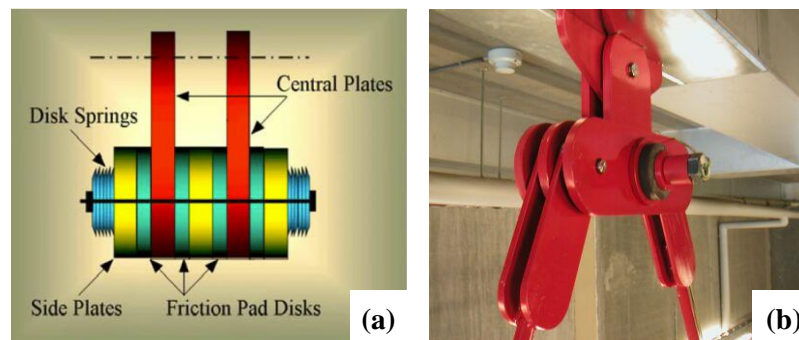 Central Plates
Disk Springs
Side Plates
Friction Pad Disks
(a)
(b)